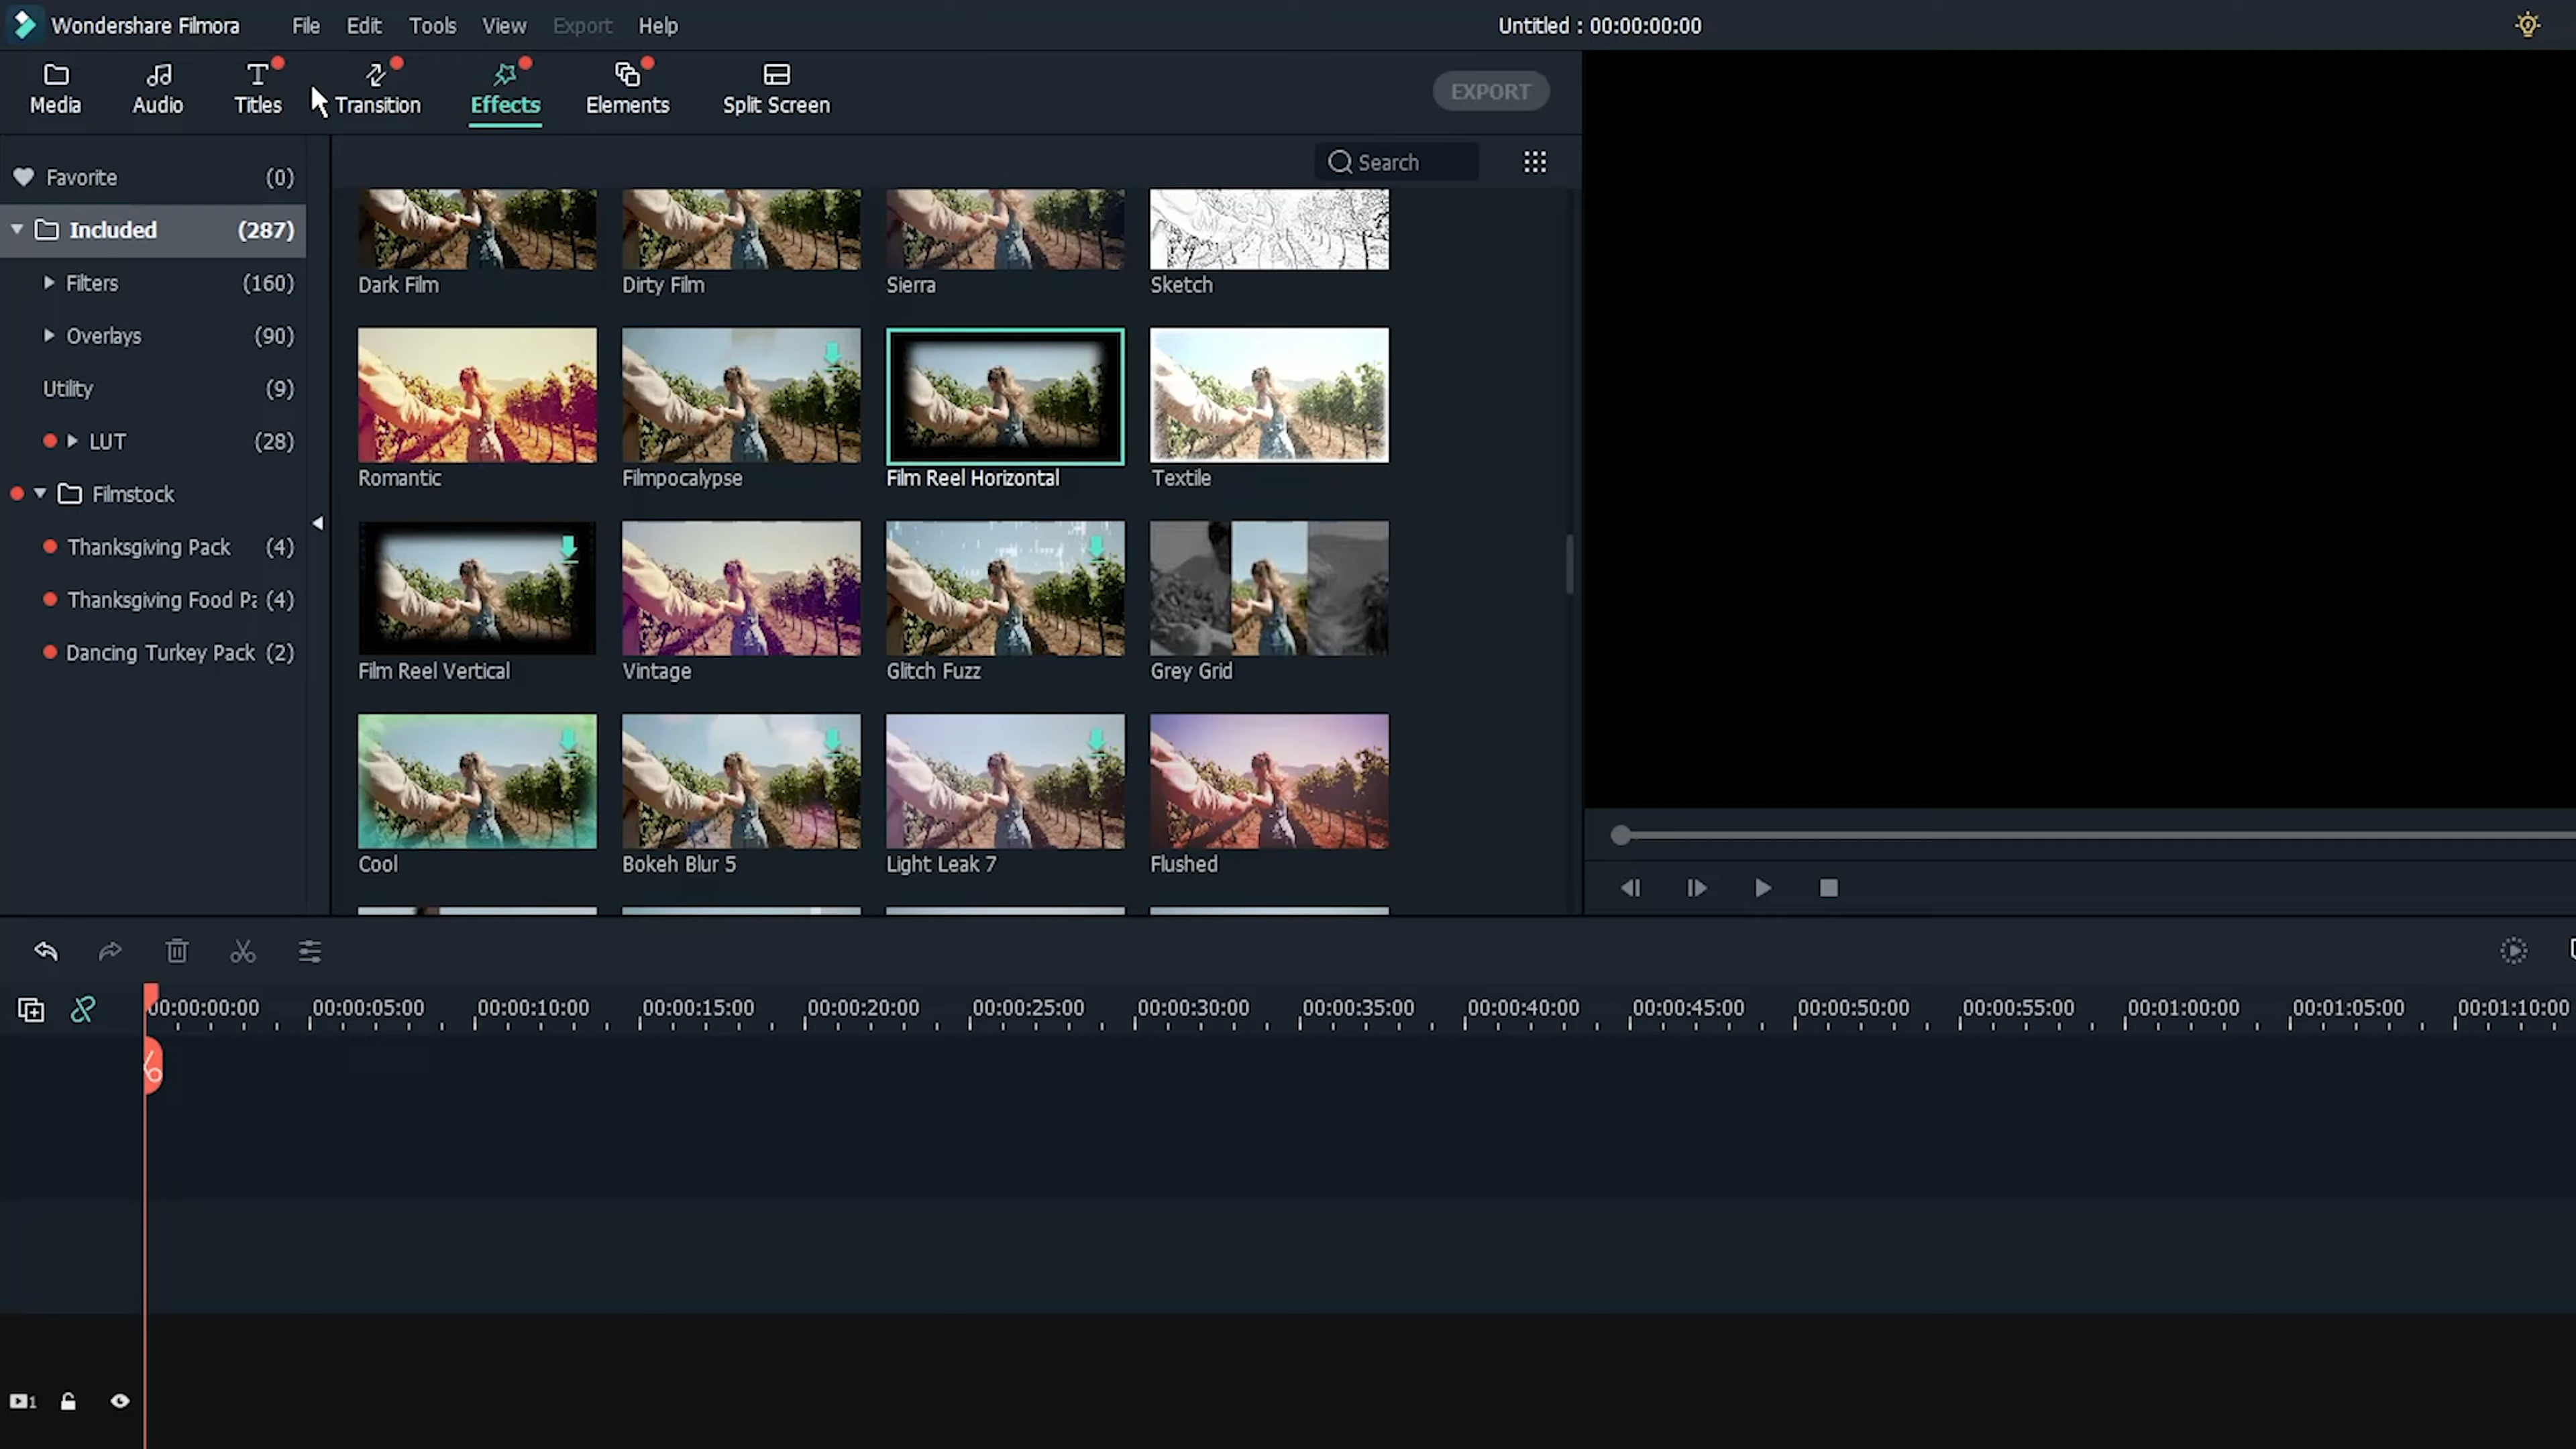 Wondershare Filmora File Edit Tools View Export Help Untitled : 00:00:00:00
Media Audio Titles Transition Effects Elements Split Screen EXPORT
Search
Favorite (0)
Included (287)
Filters (160)
Overlays (90)
Utility (9)
LUT (28)
Filmstock
Thanksgiving Pack (4)
Thanksgiving Food Pa (4)
Dancing Turkey Pack (2)
Dark Film Dirty Film Sierra Sketch
Romantic Filmpocalypse Film Reel Horizontal Textile
Film Reel Vertical Vintage Glitch Fuzz Grey Grid
Cool Bokeh Blur 5 Light Leak 7 Flushed
00:00:00:00 00:00:05:00 00:00:10:00 00:00:15:00 00:00:20:00 00:00:25:00 00:00:30:00 00:00:35:00 00:00:40:00 00:00:45:00 00:00:50:00 00:00:55:00 00:01:00:00 00:01:05:00 00:01:10:00
1